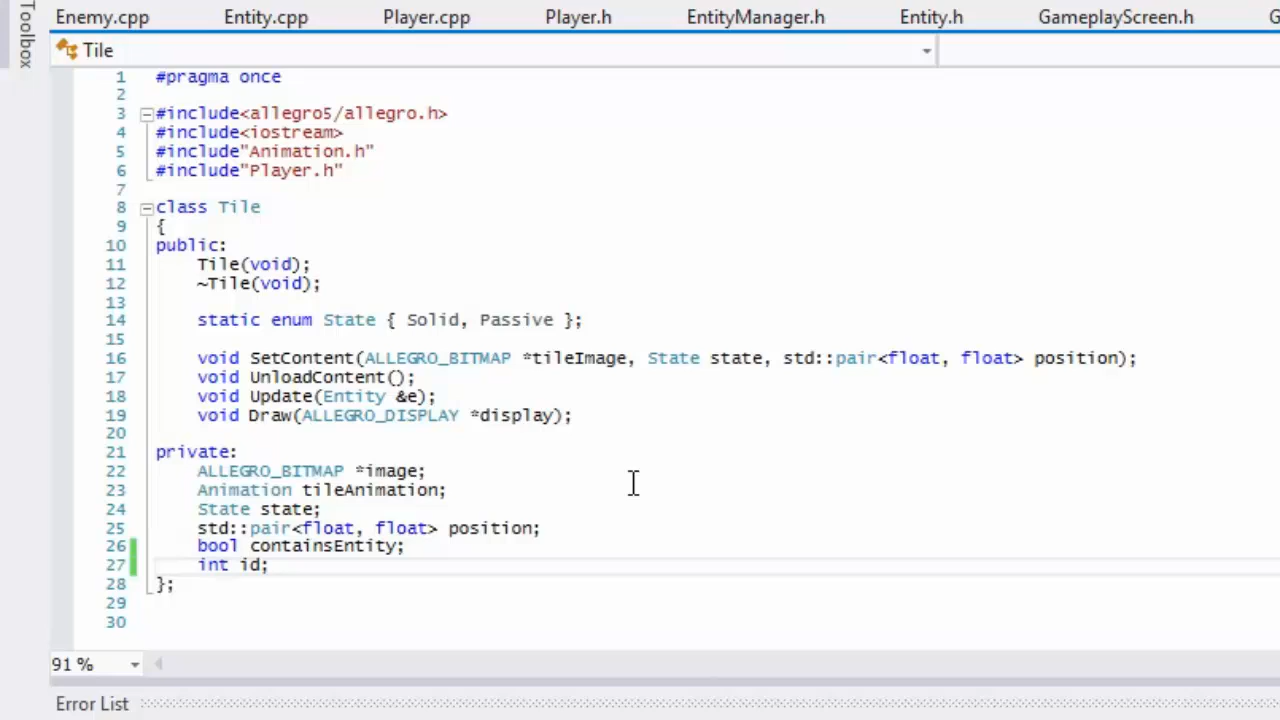 Toolbox
Enemy.cpp Entity.cpp Player.cpp Player.h EntityManager.h Entity.h GameplayScreen.h G
Tile
1 #pragma once
2
3 #include<allegro5/allegro.h>
4 #include<iostream>
5 #include"Animation.h"
6 #include"Player.h"
7
8 class Tile
9 {
10 public:
11 Tile(void);
12 ~Tile(void);
13
14 static enum State { Solid, Passive };
15
16 void SetContent(ALLEGRO_BITMAP *tileImage, State state, std::pair<float, float> position);
17 void UnloadContent();
18 void Update(Entity &e);
19 void Draw(ALLEGRO_DISPLAY *display);
20
21 private:
22 ALLEGRO_BITMAP *image;
23 Animation tileAnimation;
24 State state;
25 std::pair<float, float> position;
26 bool containsEntity;
27 int id;
28 };
29
30
91 %
Error List